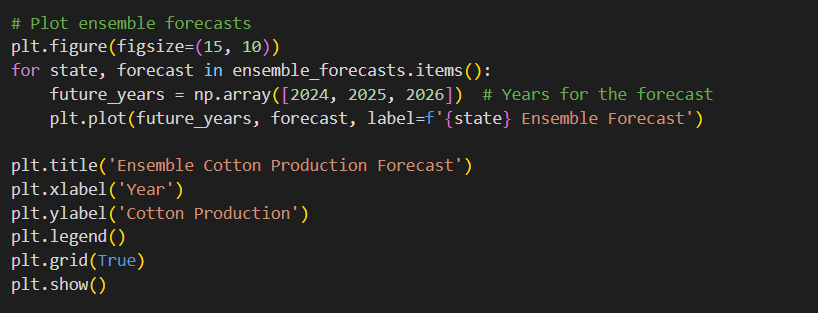 # Plot ensemble forecasts
plt.figure(figsize=(15, 10))
for state, forecast in ensemble_forecasts.items():
    future_years = np.array([2024, 2025, 2026])  # Years for the forecast
    plt.plot(future_years, forecast, label=f'{state} Ensemble Forecast')
plt.title('Ensemble Cotton Production Forecast')
plt.xlabel('Year')
plt.ylabel('Cotton Production')
plt.legend()
plt.grid(True)
plt.show()